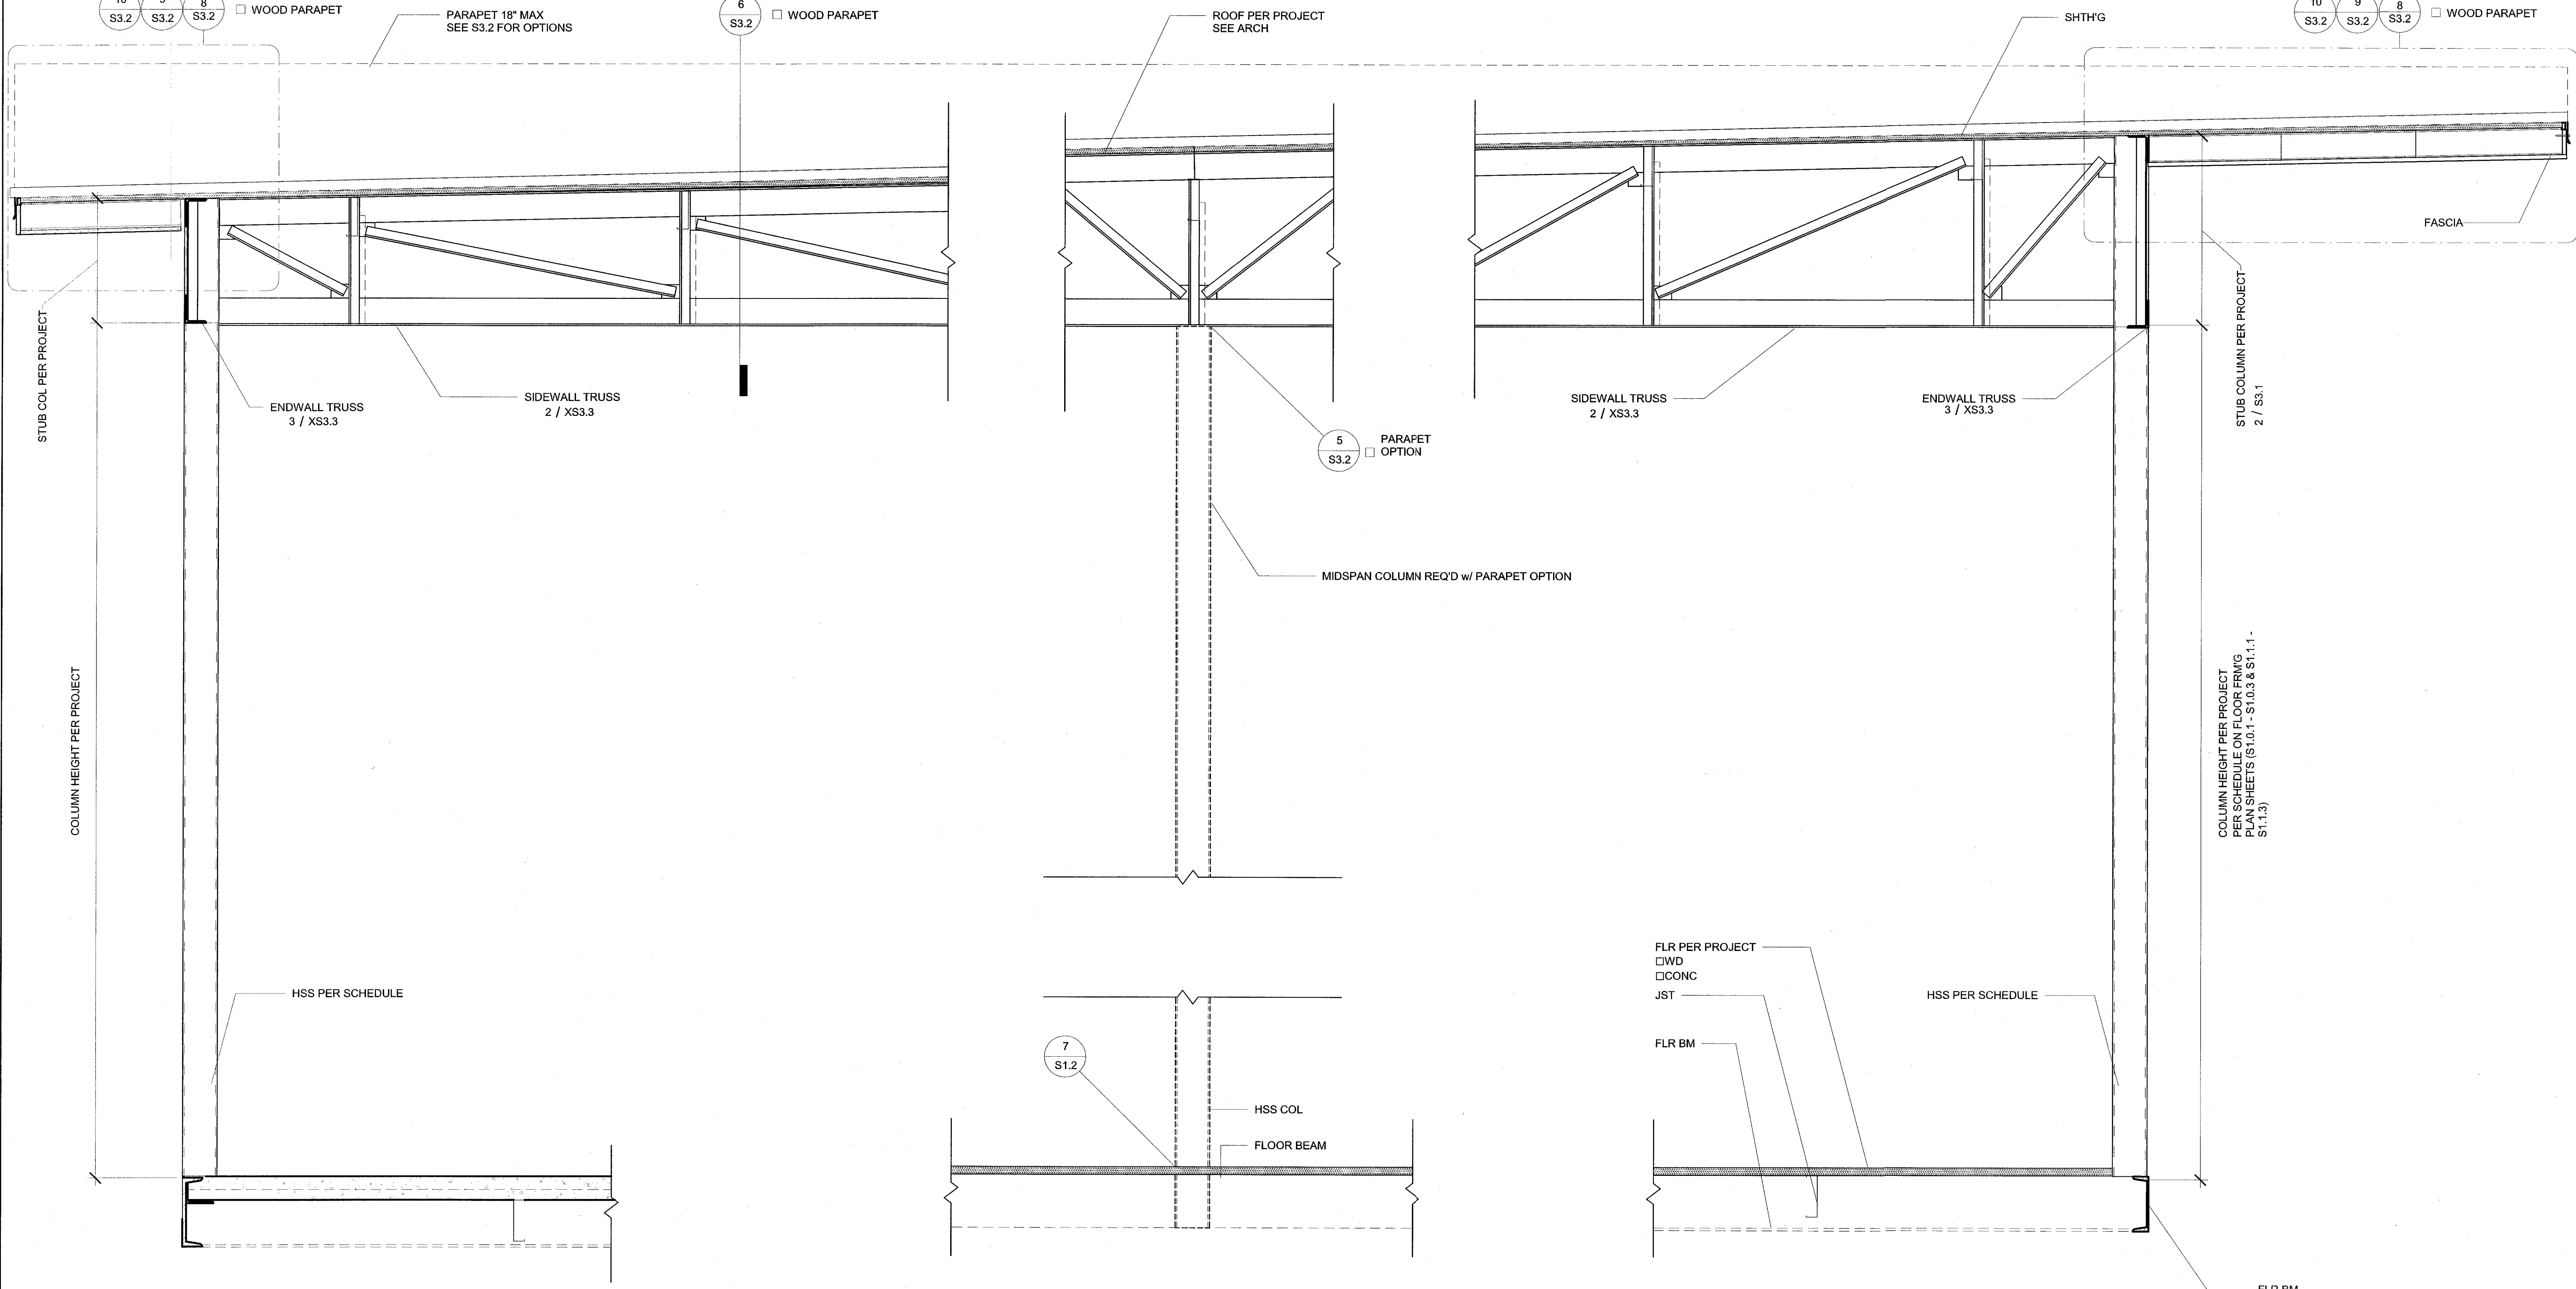 10
S3.2
9
S3.2
8
S3.2
□ WOOD PARAPET
PARAPET 18" MAX
SEE S3.2 FOR OPTIONS
6
S3.2
□ WOOD PARAPET
ROOF PER PROJECT
SEE ARCH
SHTH'G
10
S3.2
9
S3.2
8
S3.2
□ WOOD PARAPET
FASCIA
STUB COL PER PROJECT
ENDWALL TRUSS
3 / XS3.3
SIDEWALL TRUSS
2 / XS3.3
SIDEWALL TRUSS
2 / XS3.3
ENDWALL TRUSS
3 / XS3.3
STUB COLUMN PER PROJECT
2 / S3.1
5
S3.2
PARAPET
□ OPTION
MIDSPAN COLUMN REQ'D w/ PARAPET OPTION
COLUMN HEIGHT PER PROJECT
COLUMN HEIGHT PER PROJECT
PER SCHEDULE ON FLOOR FRM'G
PLAN SHEETS (S1.0.1 - S1.0.3 & S1.1.1 -
S1.1.3)
HSS PER SCHEDULE
FLR PER PROJECT
□WD
□CONC
JST
HSS PER SCHEDULE
FLR BM
7
S1.2
HSS COL
FLOOR BEAM
FLR BM